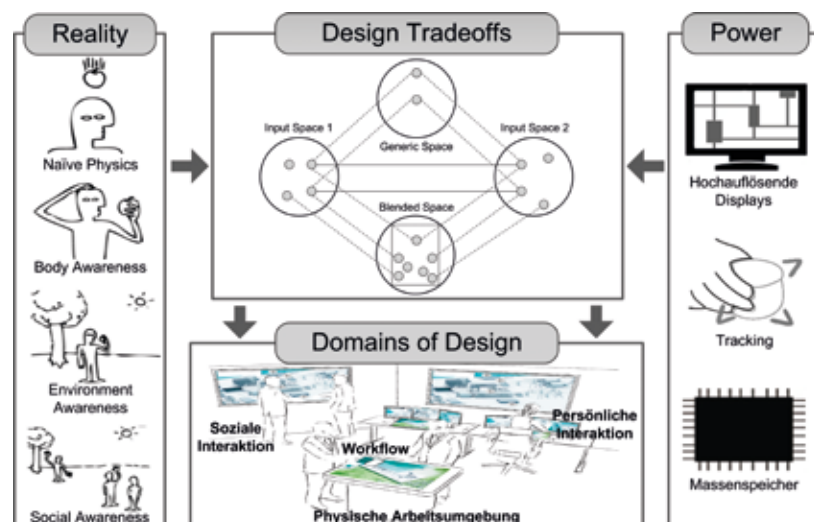 Reality
Naïve Physics
Body Awareness
Environment
Awareness
Social Awareness
Design Tradeoffs
Input Space 1
Input Space 2
Generic Space
Blended Space
Domains of Design
Soziale
Interaktion
Workflow
Persönliche
Interaktion
Physische Arbeitsumgebung
Power
Hochauflösende
Displays
Tracking
Massenspeicher